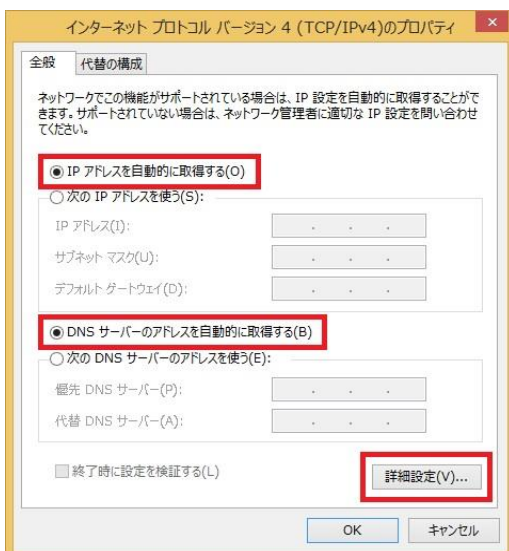 インターネット プロトコル バージョン 4 (TCP/IPv4)のプロパティ
全般 代替の構成
ネットワークでこの機能がサポートされている場合は、IP 設定を自動的に取得することがで
きます。サポートされていない場合は、ネットワーク管理者に適切な IP 設定を問い合わせ
てください。
IP アドレスを自動的に取得する(O)
次の IP アドレスを使う(S):
IP アドレス(I):
サブネット マスク(U):
デフォルト ゲートウェイ(D):
DNS サーバーのアドレスを自動的に取得する(B)
次の DNS サーバーのアドレスを使う(E):
優先 DNS サーバー(P):
代替 DNS サーバー(A):
終了時に設定を検証する(L)
詳細設定(V)...
OK キャンセル